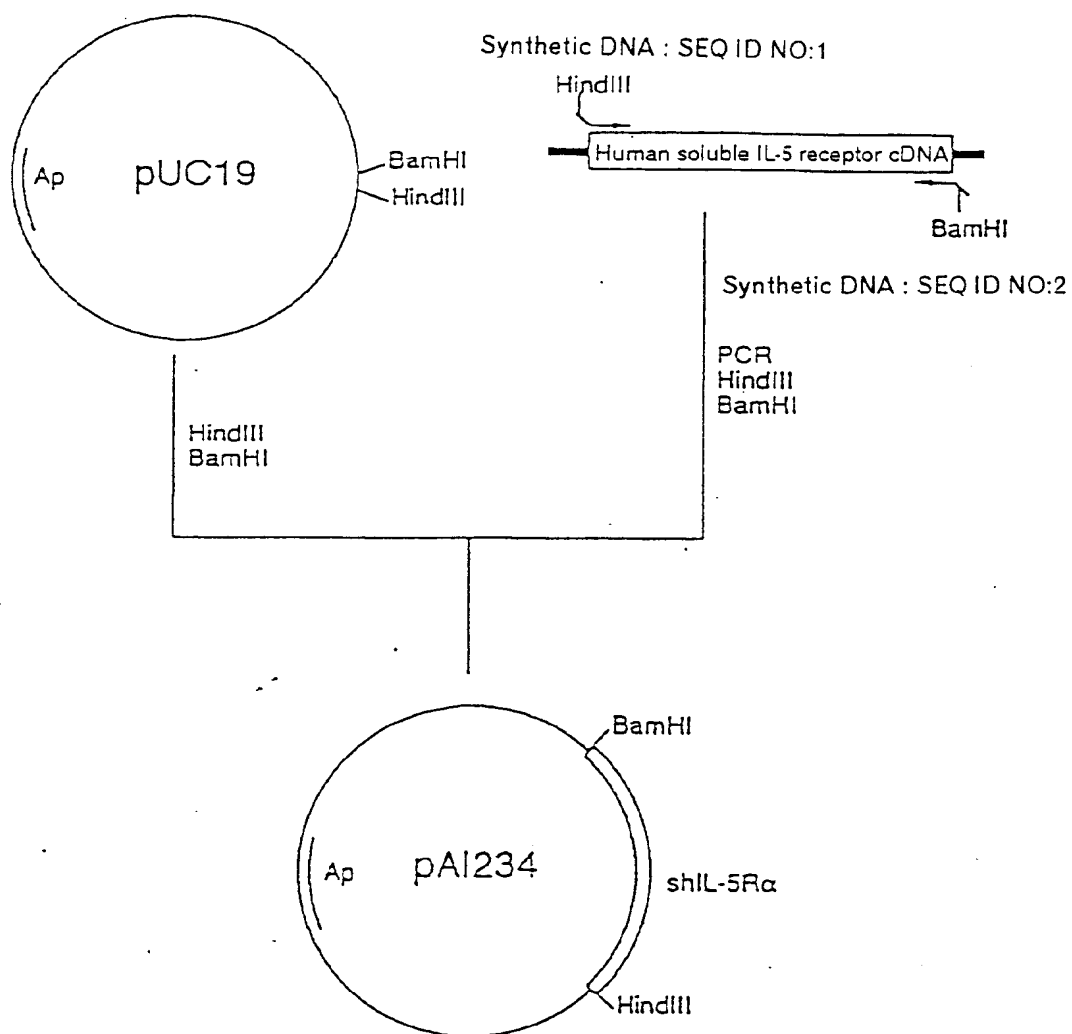 Synthetic DNA : SEQ ID NO:1
HindIII
Human soluble IL-5 receptor cDNA
BamHI
Synthetic DNA : SEQ ID NO:2
Ap
pUC19
BamHI
HindIII
HindIII
BamHI
PCR
HindIII
BamHI
BamHI
Ap
pAI234
shIL-5Rα
HindIII